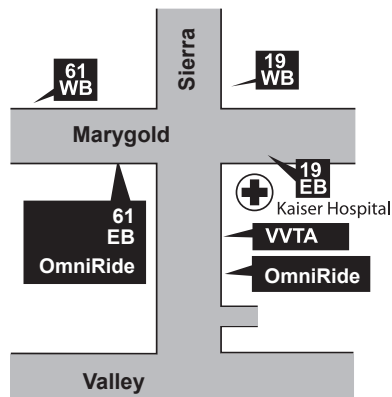 Sierra
61
WB
19
WB
Marygold
19
EB
Kaiser Hospital
61
EB
OmniRide
VVTA
OmniRide
Valley